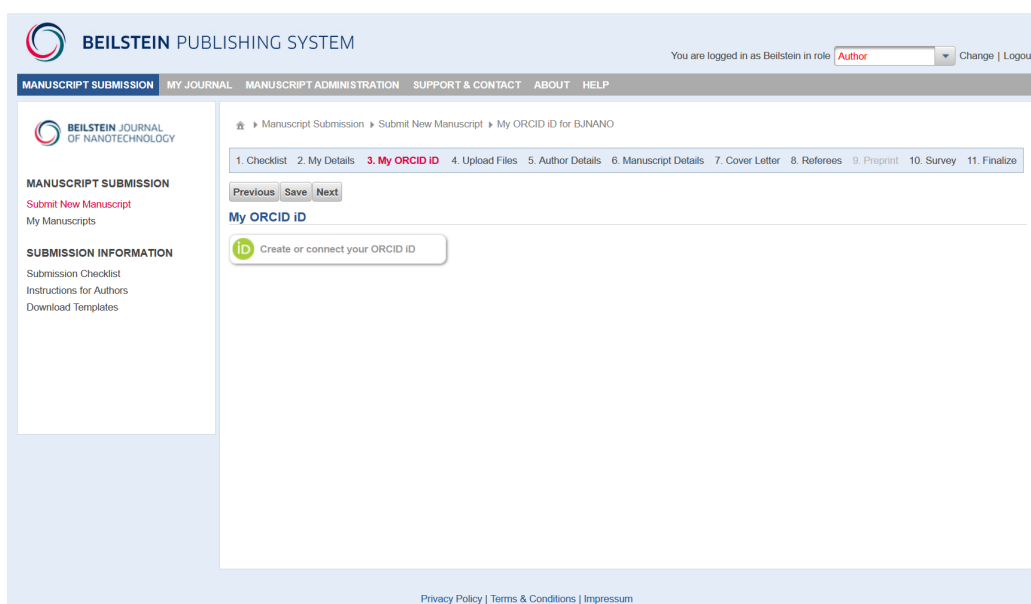 BEILSTEIN PUBLISHING SYSTEM
You are logged in as Beilstein in role Author Change | Logou
MANUSCRIPT SUBMISSION MY JOURNAL MANUSCRIPT ADMINISTRATION SUPPORT & CONTACT ABOUT HELP
BEILSTEIN JOURNAL
OF NANOTECHNOLOGY
MANUSCRIPT SUBMISSION
Submit New Manuscript
My Manuscripts
SUBMISSION INFORMATION
Submission Checklist
Instructions for Authors
Download Templates
Manuscript Submission Submit New Manuscript My ORCID iD for BJNANO
1. Checklist 2. My Details 3. My ORCID iD 4. Upload Files 5. Author Details 6. Manuscript Details 7. Cover Letter 8. Referees 9. Preprint 10. Survey 11. Finalize
Previous Save Next
My ORCID iD
iD Create or connect your ORCID iD
Privacy Policy | Terms & Conditions | Impressum